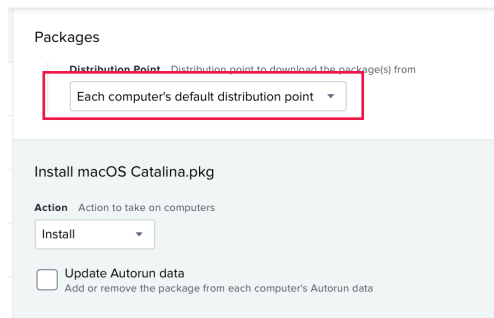 Packages
Distribution Point Distribution point to download the package(s) from
Each computer's default distribution point
Install macOS Catalina.pkg
Action Action to take on computers
Install
Update Autorun data
Add or remove the package from each computer's Autorun data